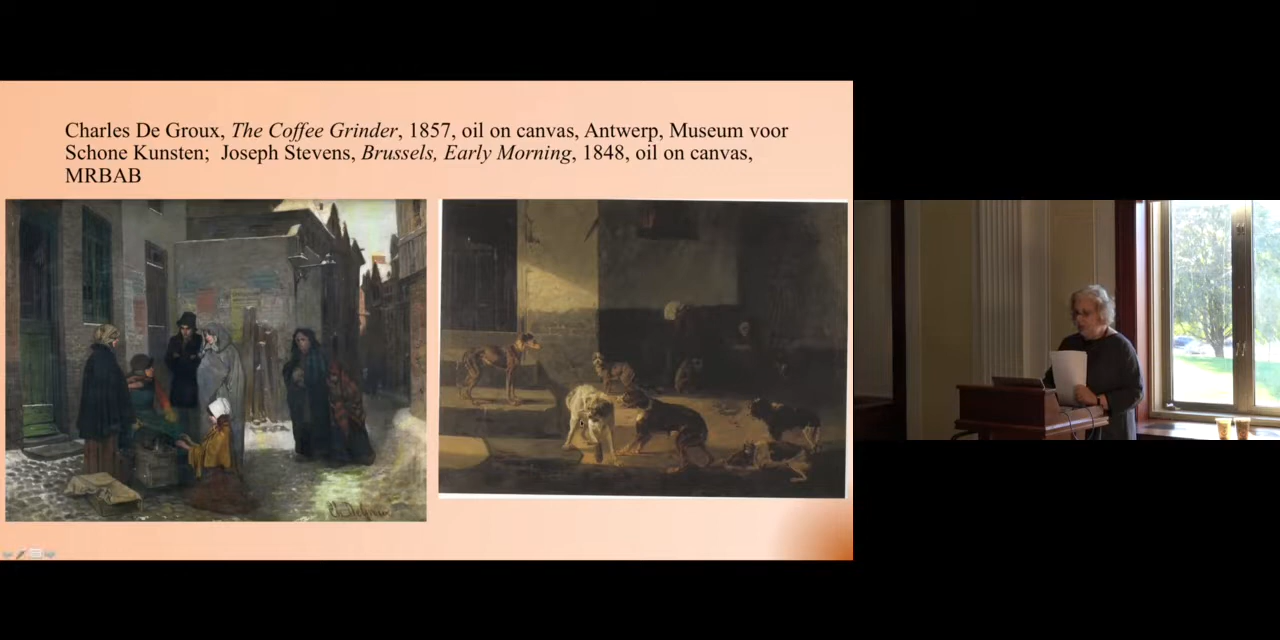 Charles De Groux, The Coffee Grinder, 1857, oil on canvas, Antwerp, Museum voor
Schone Kunsten;  Joseph Stevens, Brussels, Early Morning, 1848, oil on canvas,
MRBAB